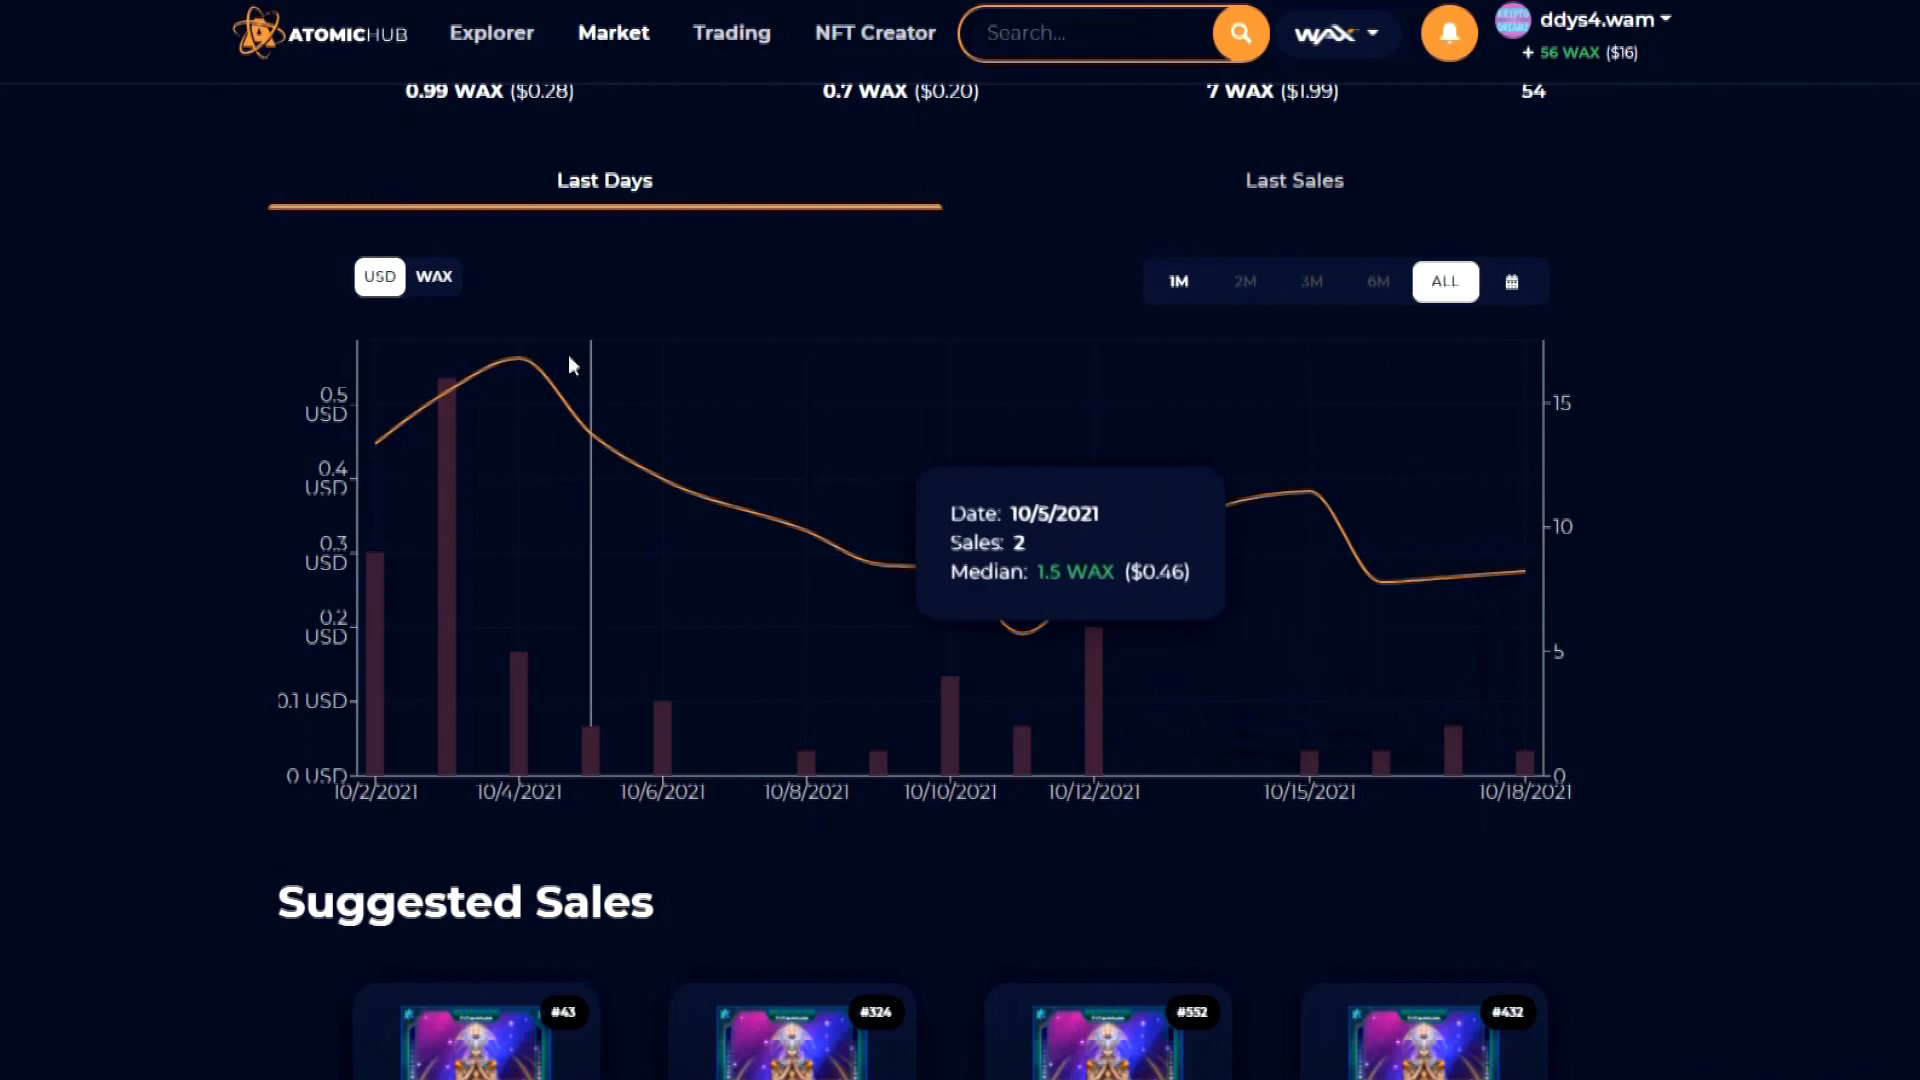 ATOMICHUB Explorer Market Trading NFT Creator Search... WAX ddys4.wam
+ 56 WAX ($16)
0.99 WAX ($0.28) 0.7 WAX ($0.20) 7 WAX ($1.99) 54
Last Days Last Sales
USD WAX 1M 2M 3M 6M ALL
0.5
USD
0.4
USD
0.3
USD
0.2
USD
0.1 USD
0 USD
15
10
5
0
Date: 10/5/2021
Sales: 2
Median: 1.5 WAX ($0.46)
10/2/2021 10/4/2021 10/6/2021 10/8/2021 10/10/2021 10/12/2021 10/15/2021 10/18/2021
Suggested Sales
#43 #324 #552 #432